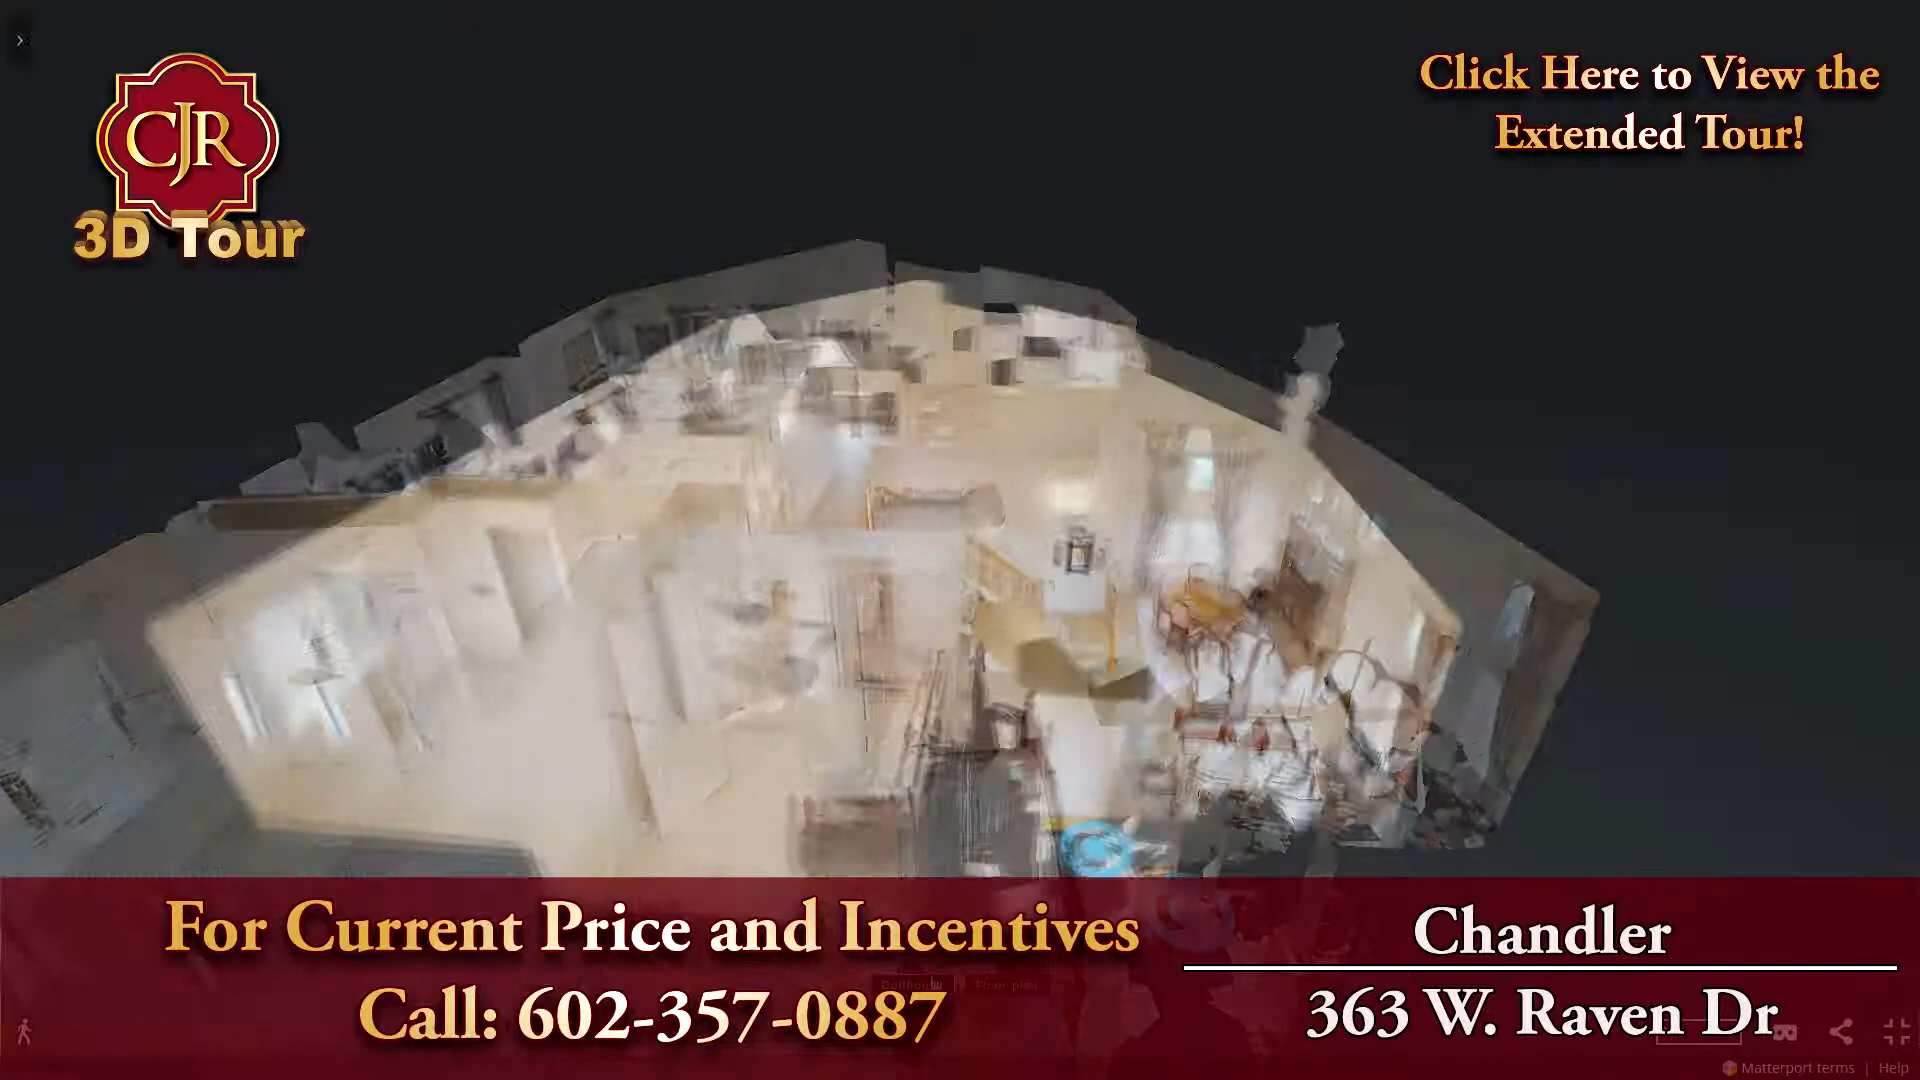 CJR
3D Tour
Click Here to View the
Extended Tour!
For Current Price and Incentives
Call: 602-357-0887
Chandler
363 W. Raven Dr
Matterport terms | Help